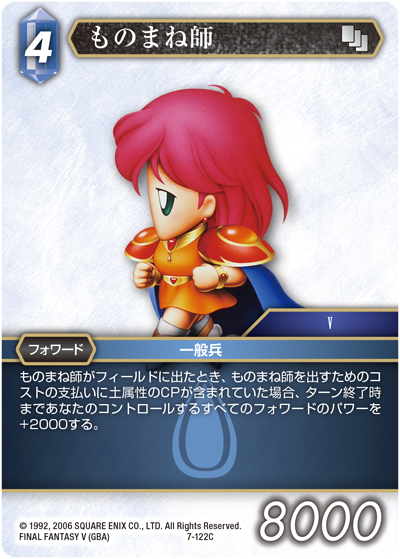 4
ものまね師
V
フォワード
一般兵
ものまね師がフィールドに出たとき、ものまね師を出すためのコ
ストの支払いに土属性のCPが含まれていた場合、ターン終了時
まであなたのコントロールするすべてのフォワードのパワーを
+2000する。
© 1992, 2006 SQUARE ENIX CO., LTD. All Rights Reserved.
FINAL FANTASY V (GBA)
7-122C
8000